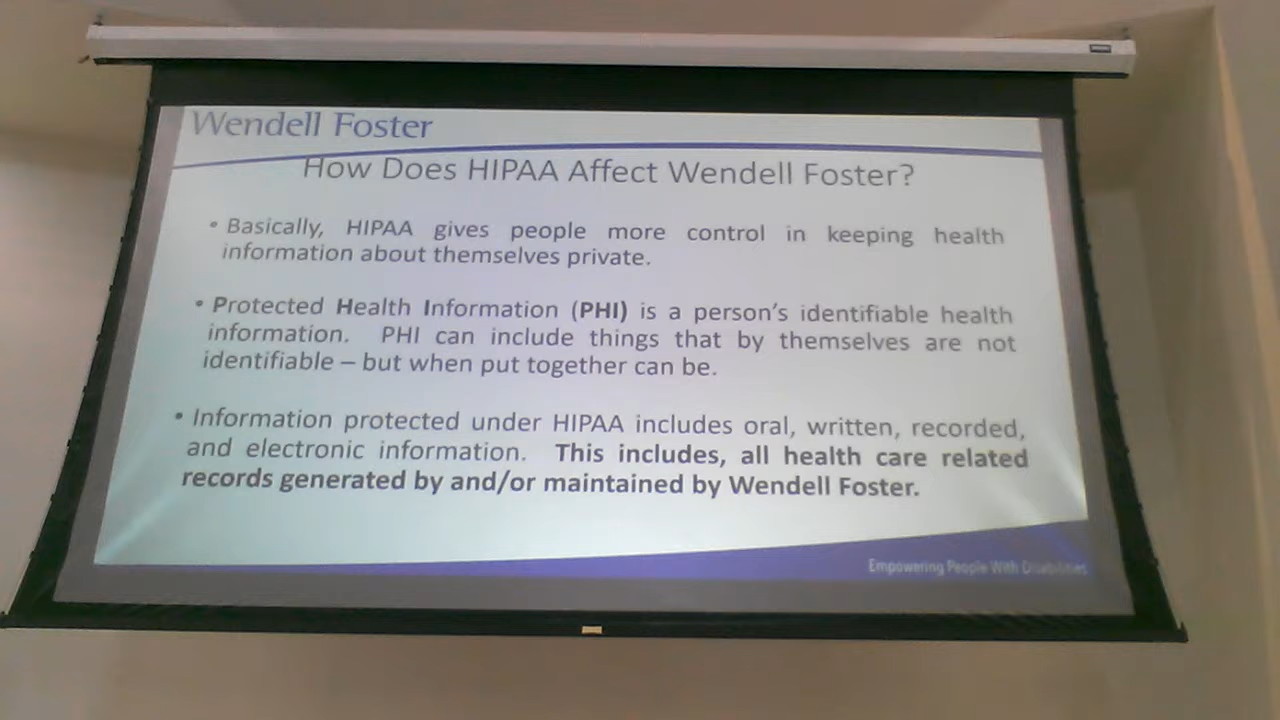 Wendell Foster
How Does HIPAA Affect Wendell Foster?
• Basically, HIPAA gives people more control in keeping health
information about themselves private.
• Protected Health Information (PHI) is a person's identifiable health
information. PHI can include things that by themselves are not
identifiable – but when put together can be.
• Information protected under HIPAA includes oral, written, recorded,
and electronic information. This includes, all health care related
records generated by and/or maintained by Wendell Foster.
Empowering People With Disabilities